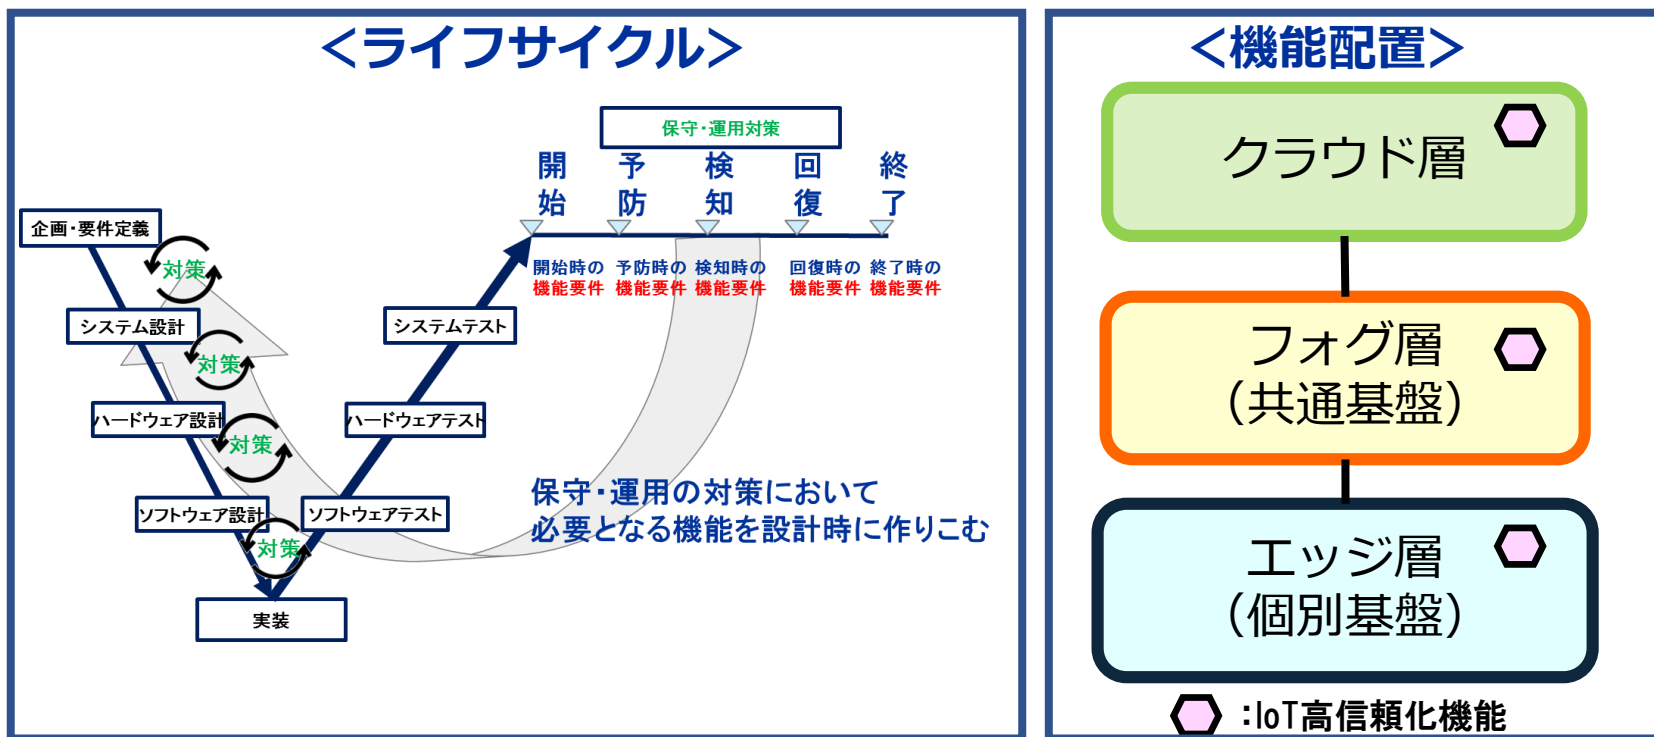 ＜ライフサイクル＞
保守・運用対策
開始
予防
検知
回復
終了
企画・要件定義
対策
開始時の
機能要件
予防時の
機能要件
検知時の
機能要件
回復時の
機能要件
終了時の
機能要件
システム設計
システムテスト
対策
ハードウェア設計
ハードウェアテスト
対策
保守・運用の対策において
必要となる機能を設計時に作りこむ
ソフトウェア設計
ソフトウェアテスト
対策
実装
＜機能配置＞
クラウド層
フォグ層
（共通基盤）
エッジ層
（個別基盤）
：IoT高信頼化機能